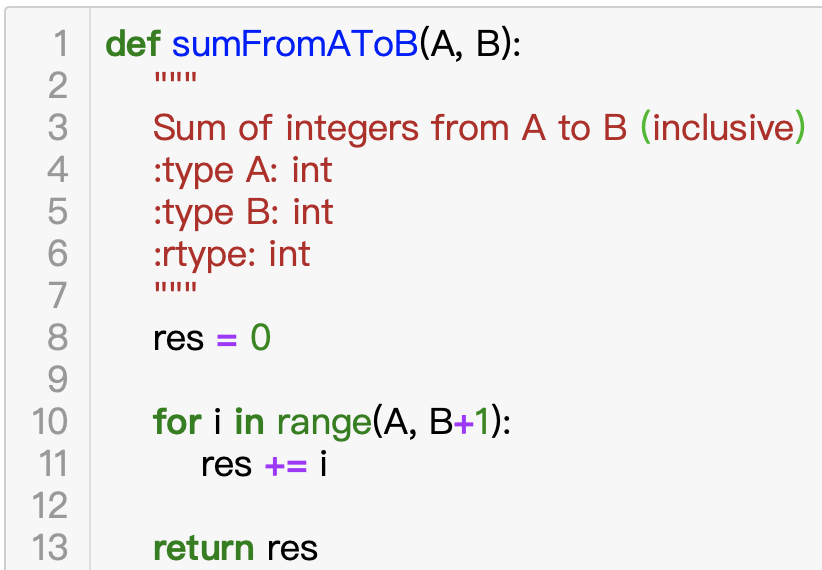 1 def sumFromAToB(A, B):
2     """
3     Sum of integers from A to B (inclusive)
4     :type A: int
5     :type B: int
6     :rtype: int
7     """
8     res = 0
9
10     for i in range(A, B+1):
11         res += i
12
13     return res